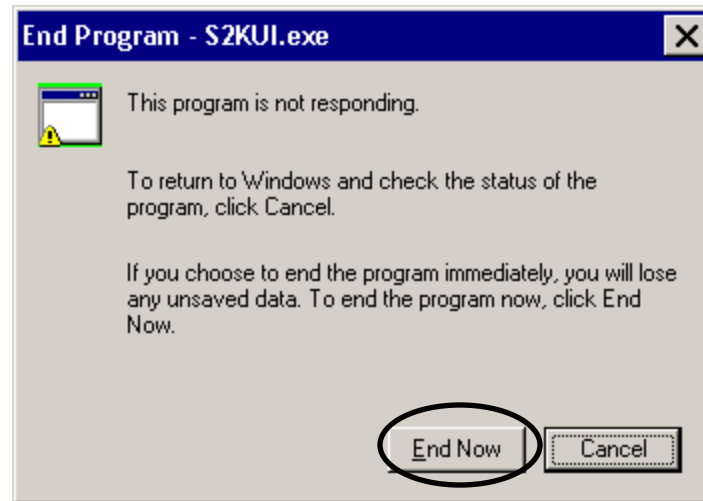 End Program - S2KUI.exe
This program is not responding.
To return to Windows and check the status of the
program, click Cancel.
If you choose to end the program immediately, you will lose
any unsaved data. To end the program now, click End
Now.
End Now Cancel